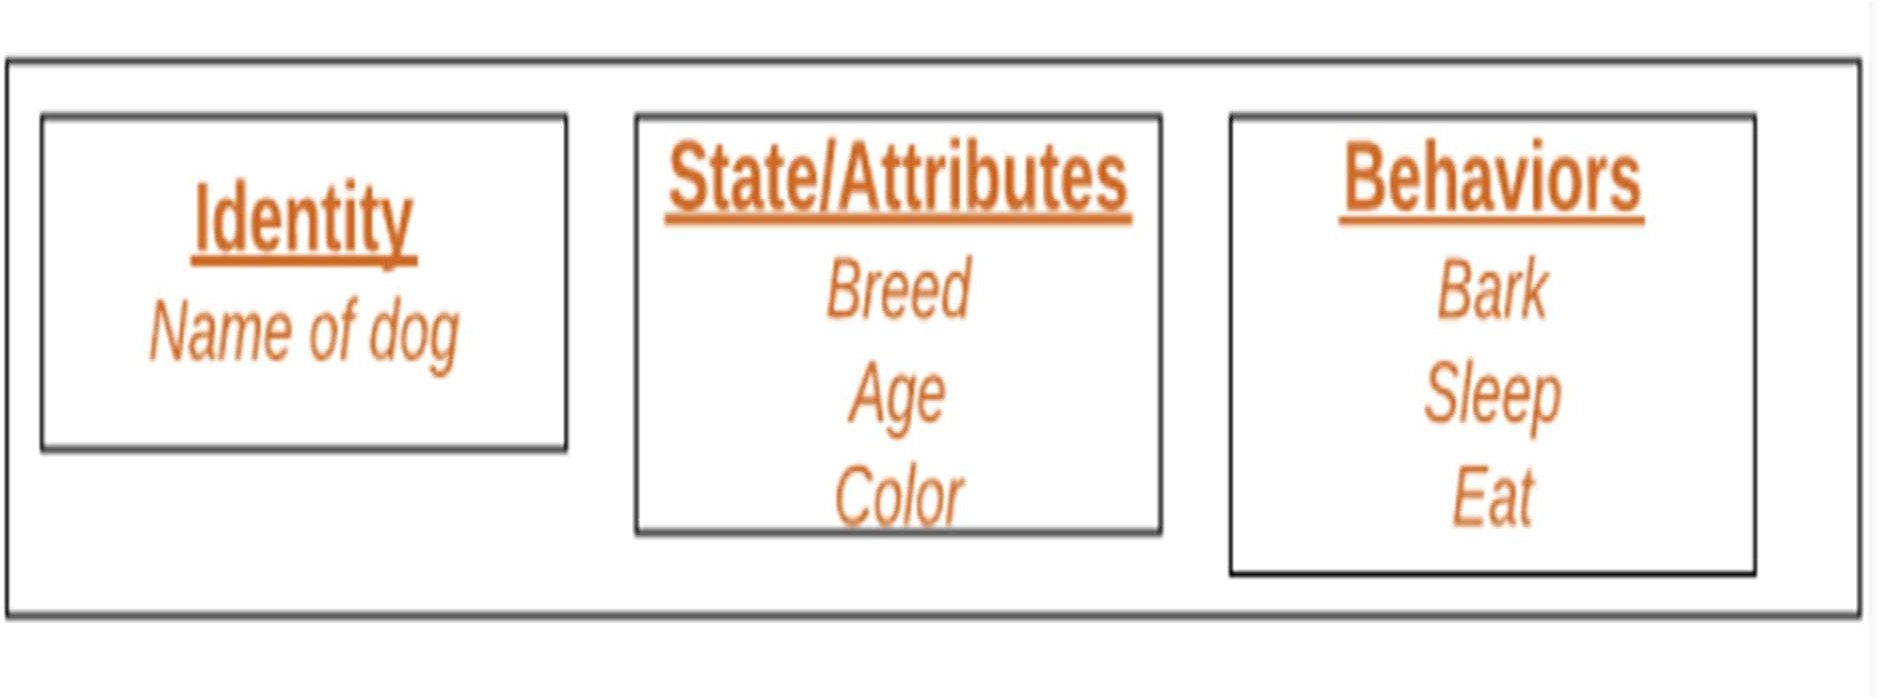 Identity
Name of dog
State/Attributes
Breed
Age
Color
Behaviors
Bark
Sleep
Eat